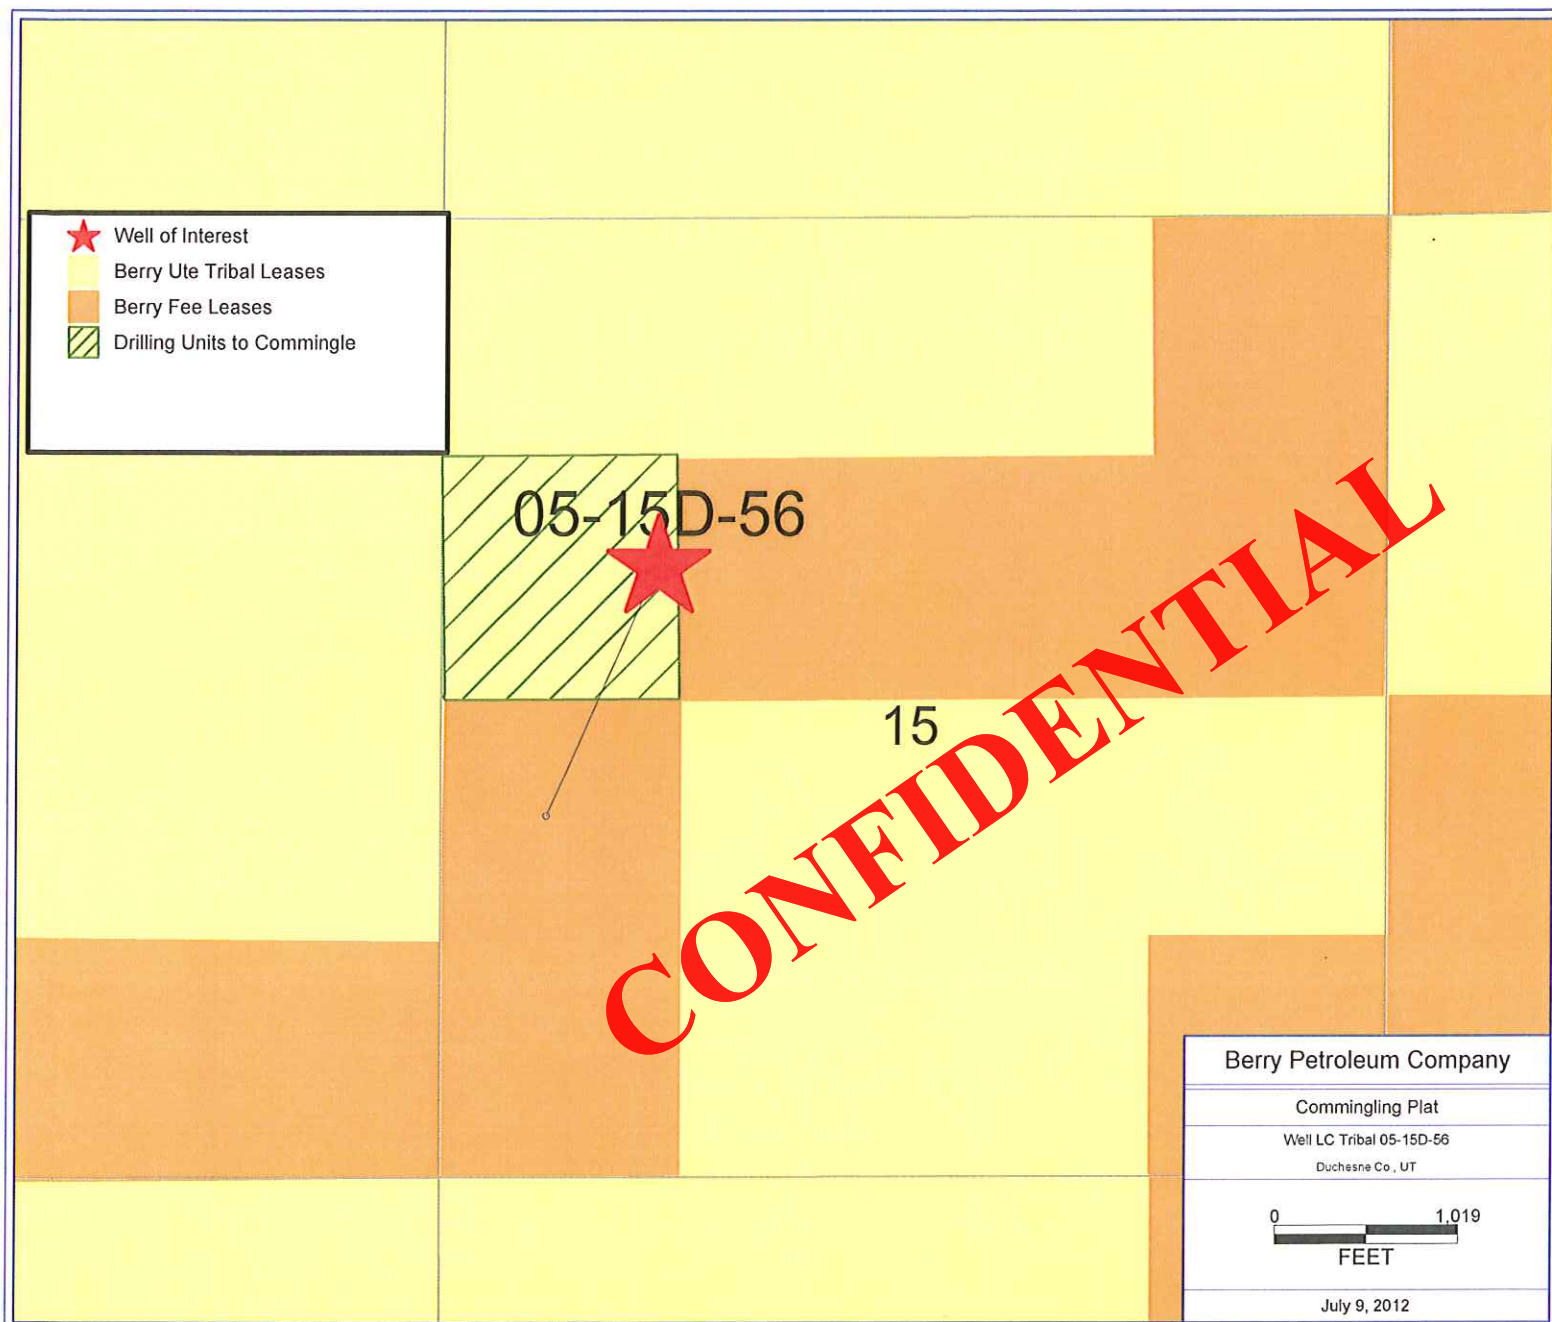 Well of Interest
Berry Ute Tribal Leases
Berry Fee Leases
Drilling Units to Commingle
05-15D-56
15
CONFIDENTIAL
Berry Petroleum Company
Commingling Plat
Well LC Tribal 05-15D-56
Duchesne Co., UT
0 1,019
FEET
July 9, 2012